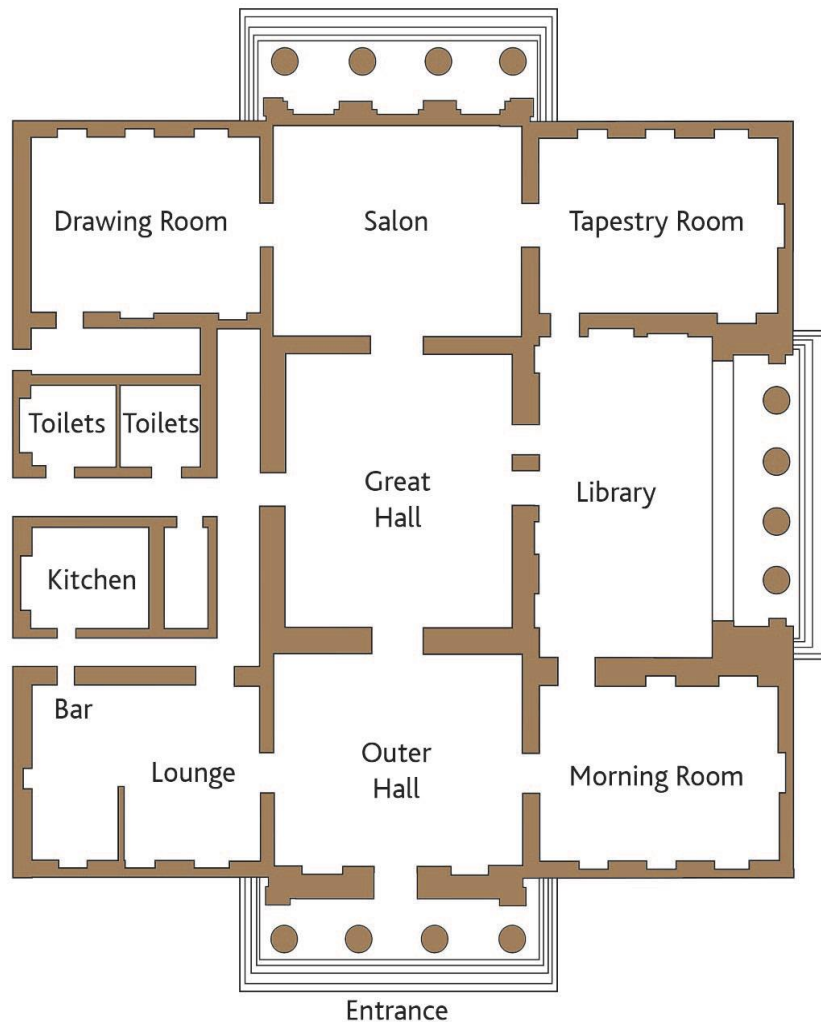 Drawing Room
Salon
Tapestry Room
Toilets
Toilets
Great
Hall
Library
Kitchen
Bar
Lounge
Outer
Hall
Morning Room
Entrance